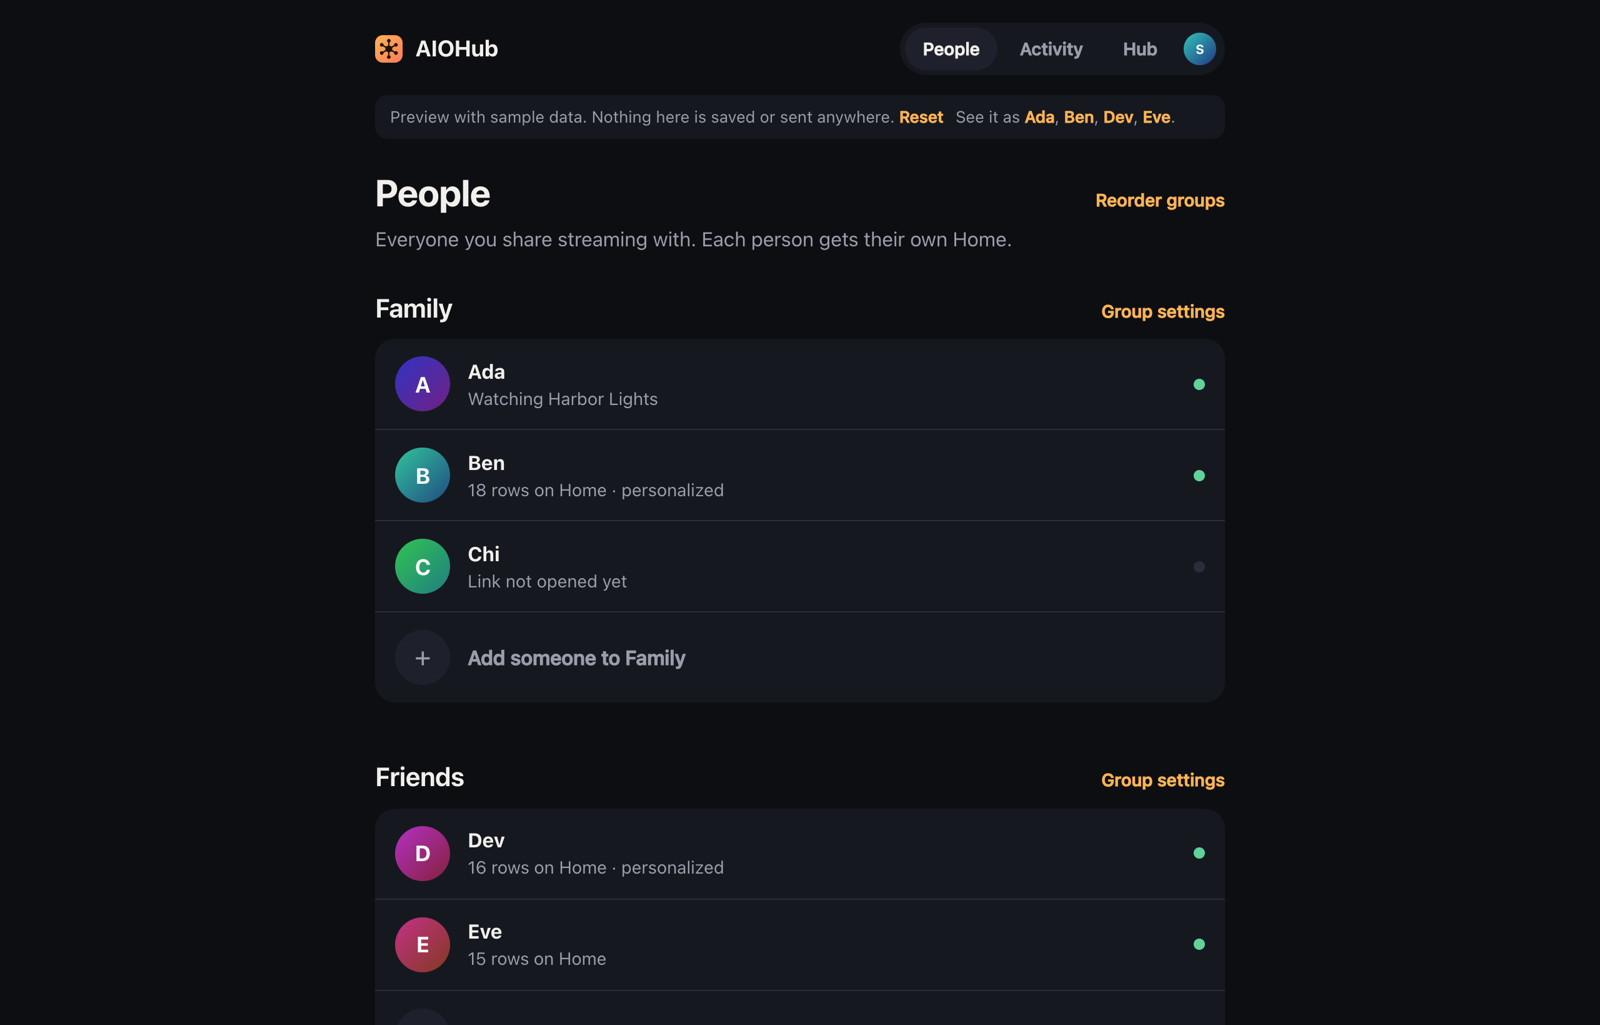 AIOHub
People Activity Hub S
Preview with sample data. Nothing here is saved or sent anywhere. Reset See it as Ada, Ben, Dev, Eve.
People
Reorder groups
Everyone you share streaming with. Each person gets their own Home.
Family
Group settings
A
Ada
Watching Harbor Lights
B
Ben
18 rows on Home · personalized
C
Chi
Link not opened yet
+
Add someone to Family
Friends
Group settings
D
Dev
16 rows on Home · personalized
E
Eve
15 rows on Home